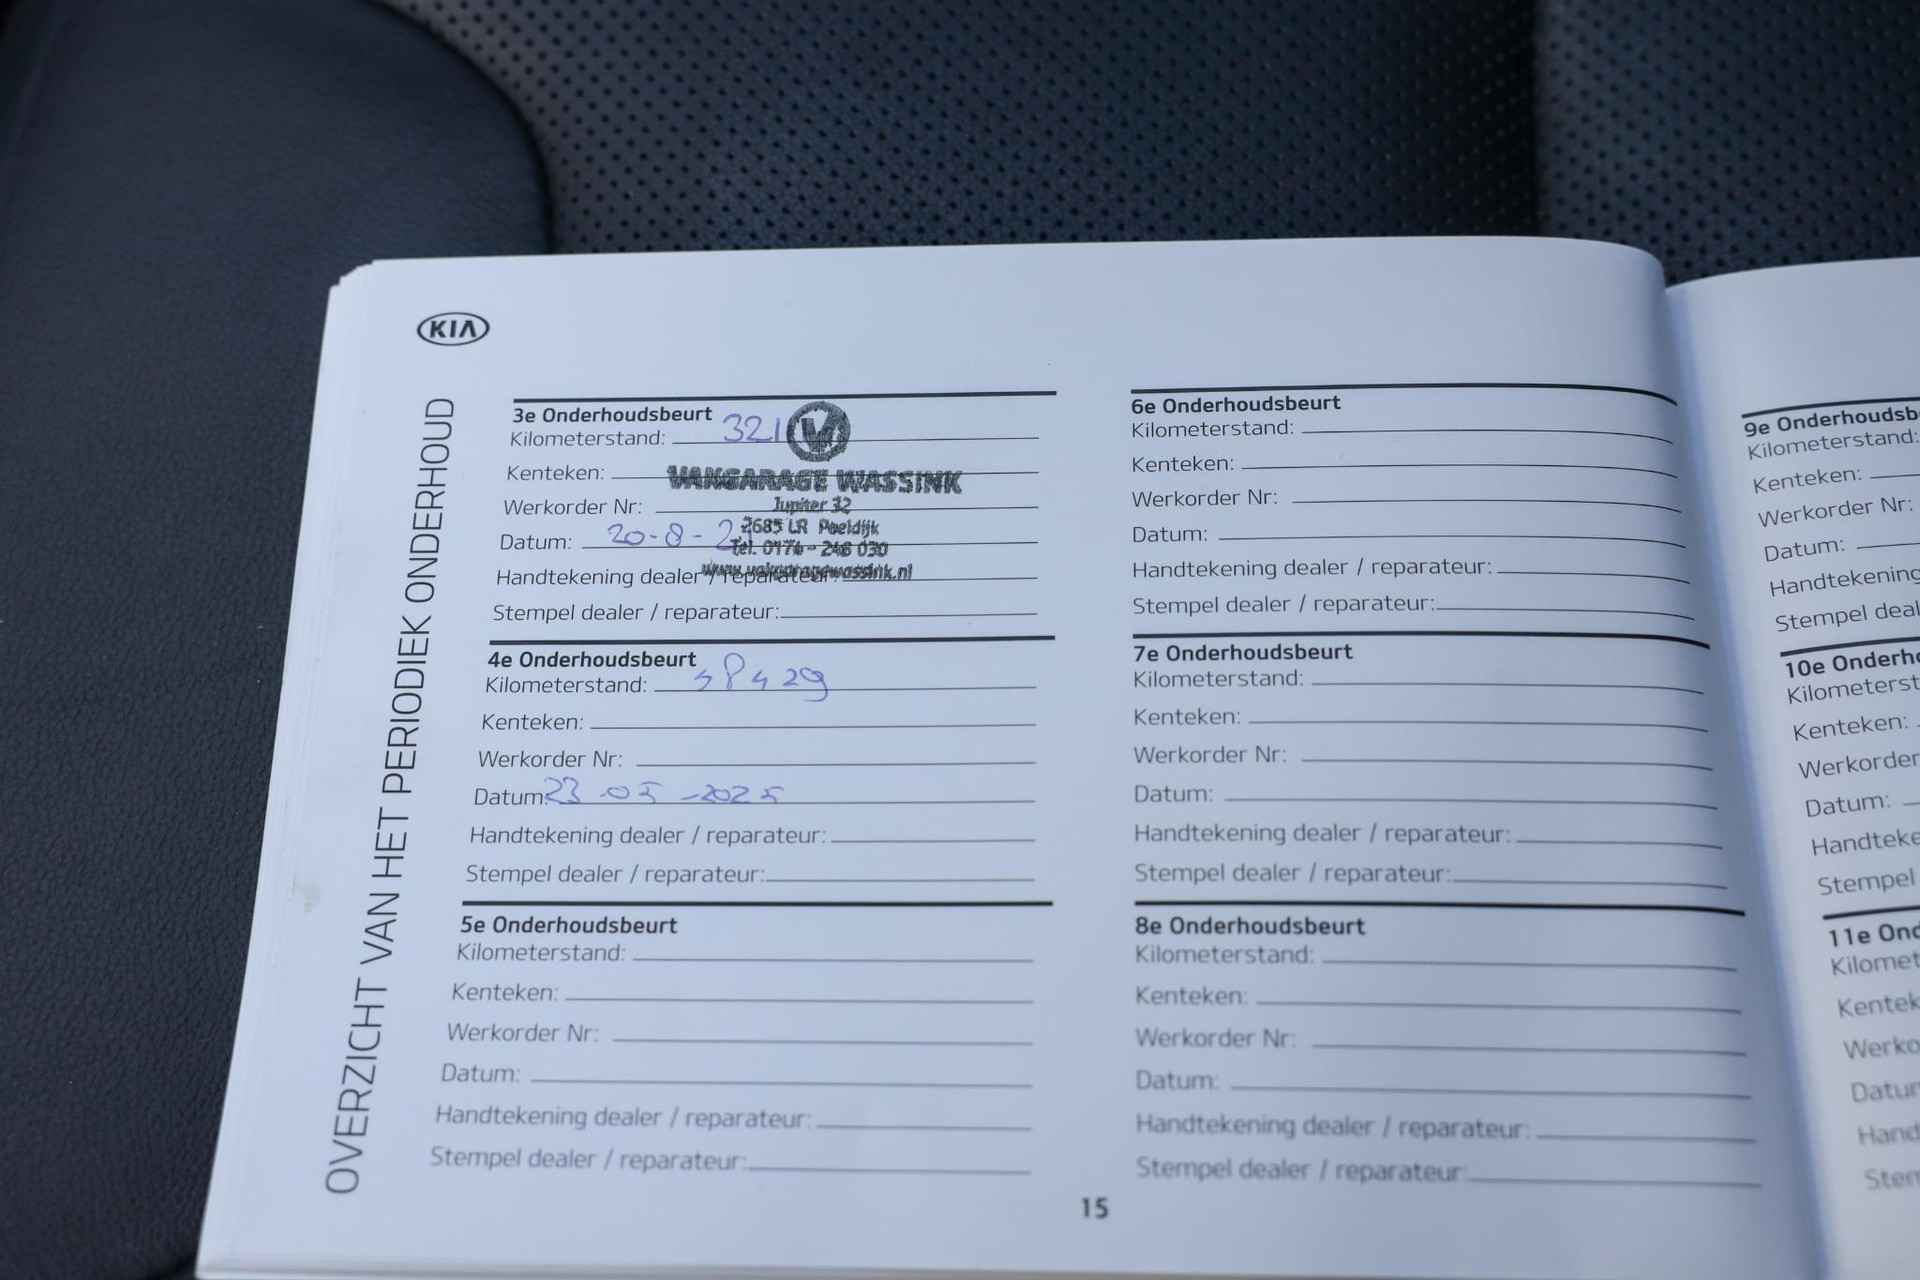 KIA
OVERZICHT VAN HET PERIODIEK ONDERHOUD
3e Onderhoudsbeurt
Kilometerstand: 321
Kenteken:
VAKGARAGE WASSINK
Werkorder Nr:
Jupiter 32
2685 LR Poeldijk
Datum: 20-8-2
Tel. 0174 - 248 030
Handtekening dealer / reparateur:
www.vakgaragewassink.nl
Stempel dealer / reparateur:
4e Onderhoudsbeurt
Kilometerstand:
Kenteken:
Werkorder Nr:
Datum: 23-05-2025
Handtekening dealer / reparateur:
Stempel dealer / reparateur:
5e Onderhoudsbeurt
Kilometerstand:
Kenteken:
Werkorder Nr:
Datum:
Handtekening dealer / reparateur:
Stempel dealer / reparateur:
6e Onderhoudsbeurt
Kilometerstand:
Kenteken:
Werkorder Nr:
Datum:
Handtekening dealer / reparateur:
Stempel dealer / reparateur:
7e Onderhoudsbeurt
Kilometerstand:
Kenteken:
Werkorder Nr:
Datum:
Handtekening dealer / reparateur:
Stempel dealer / reparateur:
8e Onderhoudsbeurt
Kilometerstand:
Kenteken:
Werkorder Nr:
Datum:
Handtekening dealer / reparateur:
Stempel dealer / reparateur:
15
9e Onderhoudsb
Kilometerstand:
Kenteken:
Werkorder Nr:
Datum:
Handtekening
Stempel deal
10e Onderho
Kilometerst
Kenteken:
Werkorder
Datum:
Handteke
Stempel
11e Ond
Kilomet
Kentek
Werko
Datum
Hand
Stem